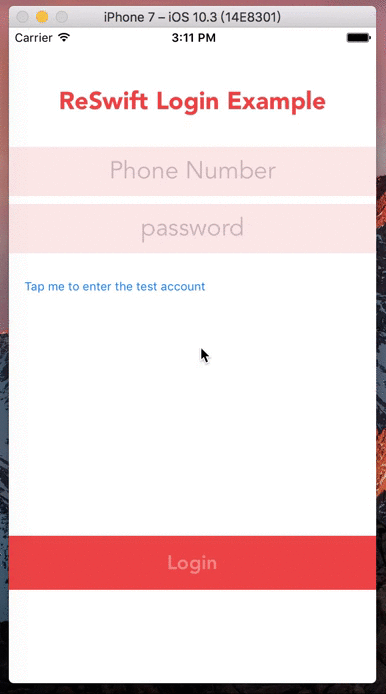 iPhone 7 – iOS 10.3 (14E8301)
Carrier 3:11 PM
ReSwift Login Example
Phone Number
password
Tap me to enter the test account
Login